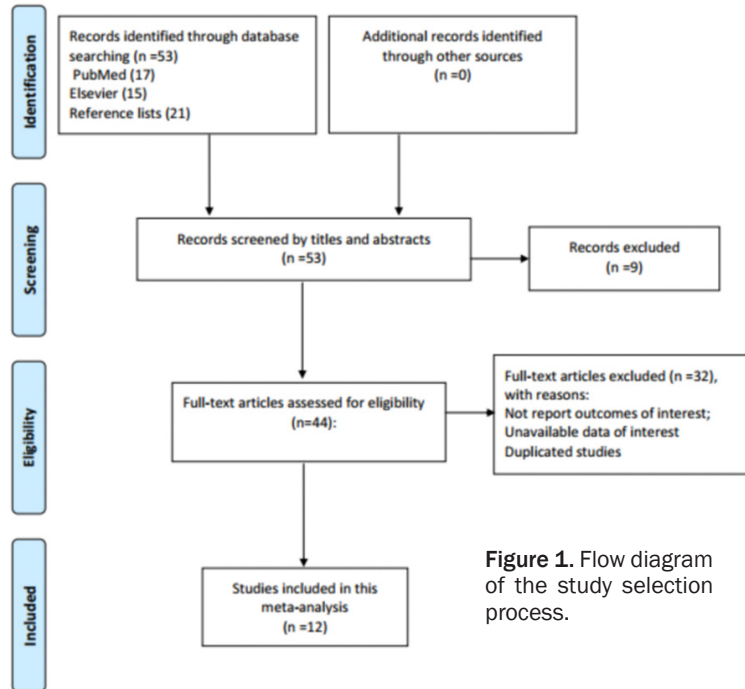 Identification
Records identified through database
searching (n =53)
PubMed (17)
Elsevier (15)
Reference lists (21)
Additional records identified
through other sources
(n =0)
Screening
Records screened by titles and abstracts
(n =53)
Records excluded
(n =9)
Eligibility
Full-text articles assessed for eligibility
(n=44):
Full-text articles excluded (n =32),
with reasons:
Not report outcomes of interest;
Unavailable data of interest
Duplicated studies
Included
Studies included in this
meta-analysis
(n =12)
Figure 1. Flow diagram
of the study selection
process.